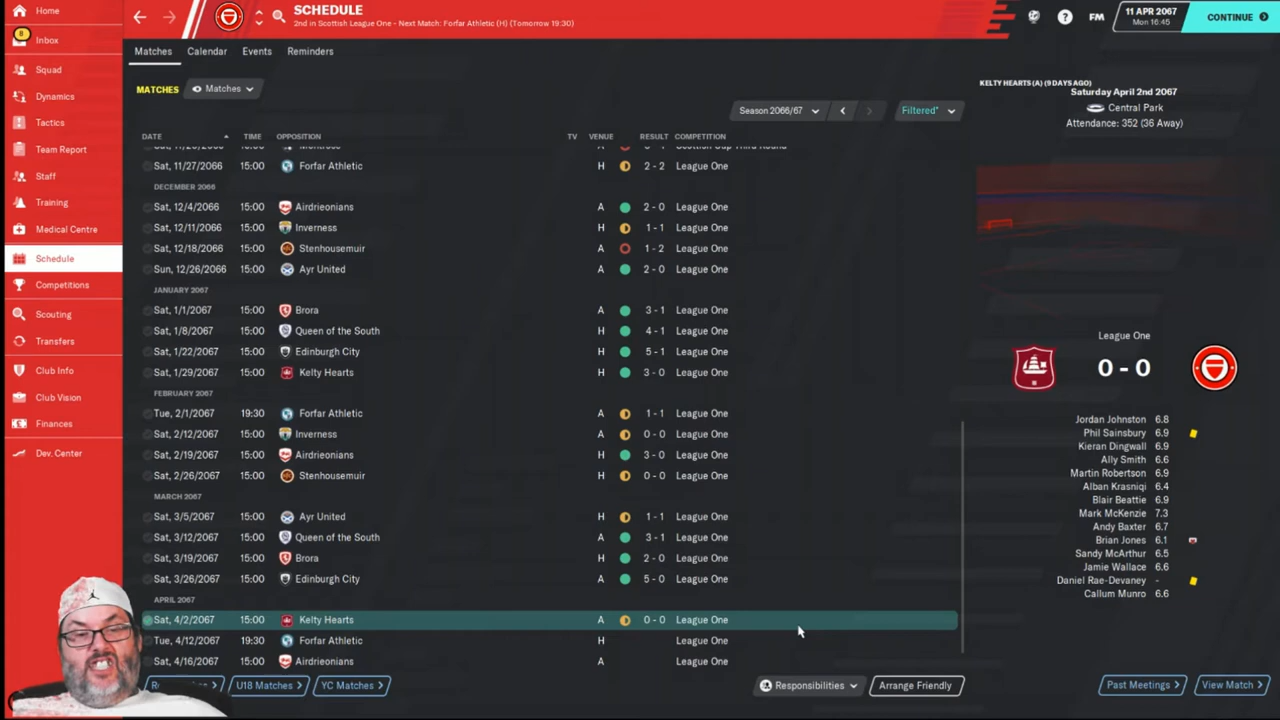 Home
SCHEDULE
2nd in Scottish League One - Next Match: Forfar Athletic (H) (Tomorrow 19:30)
FM
11 APR 2067
Mon 16:45
CONTINUE
8
Inbox
Squad
Dynamics
Tactics
Team Report
Staff
Training
Medical Centre
Schedule
Competitions
Scouting
Transfers
Club Info
Club Vision
Finances
Dev. Center
Matches Calendar Events Reminders
MATCHES Matches
Season 2066/67 Filtered*
DATE TIME OPPOSITION TV VENUE RESULT COMPETITION
Sat, 11/27/2066 15:00 Forfar Athletic H 2 - 2 League One
DECEMBER 2066
Sat, 12/4/2066 15:00 Airdrieonians A 2 - 0 League One
Sat, 12/11/2066 15:00 Inverness H 1 - 1 League One
Sat, 12/18/2066 15:00 Stenhousemuir A 1 - 2 League One
Sun, 12/26/2066 15:00 Ayr United A 2 - 0 League One
JANUARY 2067
Sat, 1/1/2067 15:00 Brora A 3 - 1 League One
Sat, 1/8/2067 15:00 Queen of the South H 4 - 1 League One
Sat, 1/22/2067 15:00 Edinburgh City H 5 - 1 League One
Sat, 1/29/2067 15:00 Kelty Hearts H 3 - 0 League One
FEBRUARY 2067
Tue, 2/1/2067 19:30 Forfar Athletic A 1 - 1 League One
Sat, 2/12/2067 15:00 Inverness A 0 - 0 League One
Sat, 2/19/2067 15:00 Airdrieonians H 3 - 0 League One
Sat, 2/26/2067 15:00 Stenhousemuir H 0 - 0 League One
MARCH 2067
Sat, 3/5/2067 15:00 Ayr United H 1 - 1 League One
Sat, 3/12/2067 15:00 Queen of the South A 3 - 1 League One
Sat, 3/19/2067 15:00 Brora H 2 - 0 League One
Sat, 3/26/2067 15:00 Edinburgh City A 5 - 0 League One
APRIL 2067
Sat, 4/2/2067 15:00 Kelty Hearts A 0 - 0 League One
Tue, 4/12/2067 19:30 Forfar Athletic H League One
Sat, 4/16/2067 15:00 Airdrieonians A League One
U18 Matches > YC Matches > Responsibilities Arrange Friendly
KELTY HEARTS (A) (9 DAYS AGO)
Saturday April 2nd 2067
Central Park
Attendance: 352 (36 Away)
League One
0 - 0
Jordan Johnston 6.8
Phil Sainsbury 6.9
Kieran Dingwall 6.9
Ally Smith 6.6
Martin Robertson 6.9
Alban Krasniqi 6.4
Blair Beattie 6.9
Mark McKenzie 7.3
Andy Baxter 6.7
Brian Jones 6.1
Sandy McArthur 6.5
Jamie Wallace 6.6
Daniel Rae-Devaney -
Callum Munro 6.6
Past Meetings > View Match >